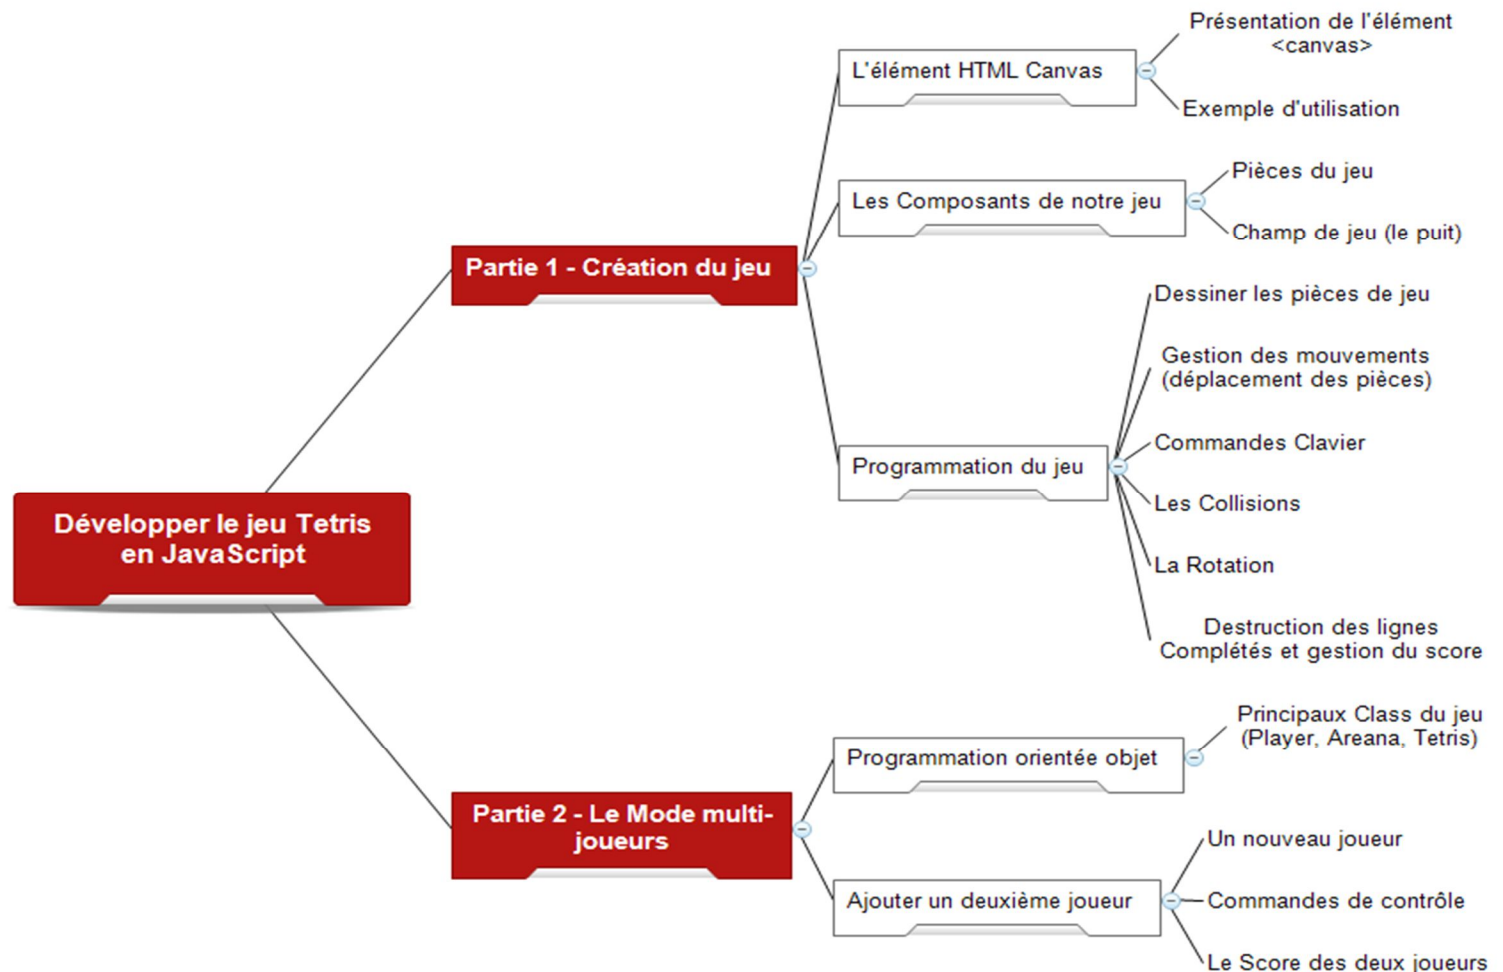 Développer le jeu Tetris
en JavaScript
Partie 1 - Création du jeu
L'élément HTML Canvas
Présentation de l'élément
<canvas>
Exemple d'utilisation
Les Composants de notre jeu
Pièces du jeu
Champ de jeu (le puit)
Programmation du jeu
Dessiner les pièces de jeu
Gestion des mouvements
(déplacement des pièces)
Commandes Clavier
Les Collisions
La Rotation
Destruction des lignes
Complétés et gestion du score
Partie 2 - Le Mode multi-
joueurs
Programmation orientée objet
Principaux Class du jeu
(Player, Areana, Tetris)
Ajouter un deuxième joueur
Un nouveau joueur
Commandes de contrôle
Le Score des deux joueurs